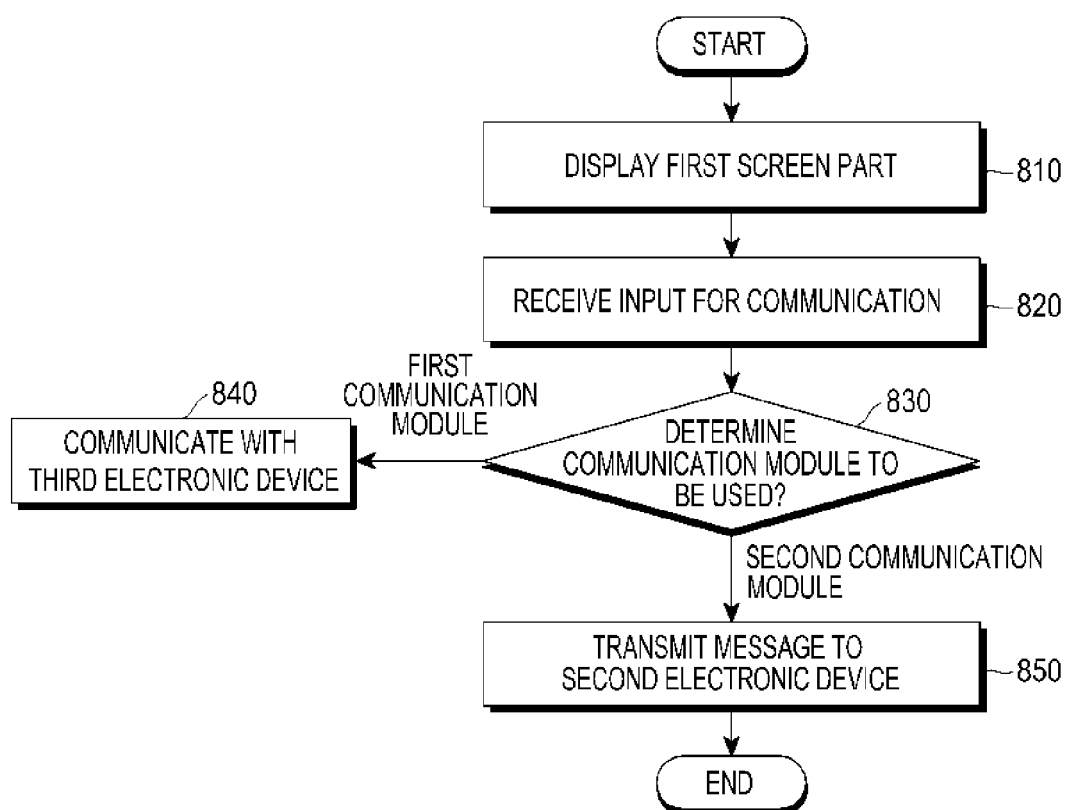 START
DISPLAY FIRST SCREEN PART
810
RECEIVE INPUT FOR COMMUNICATION
820
FIRST
COMMUNICATION
MODULE
840
COMMUNICATE WITH
THIRD ELECTRONIC DEVICE
830
DETERMINE
COMMUNICATION MODULE TO
BE USED?
SECOND COMMUNICATION
MODULE
TRANSMIT MESSAGE TO
SECOND ELECTRONIC DEVICE
850
END